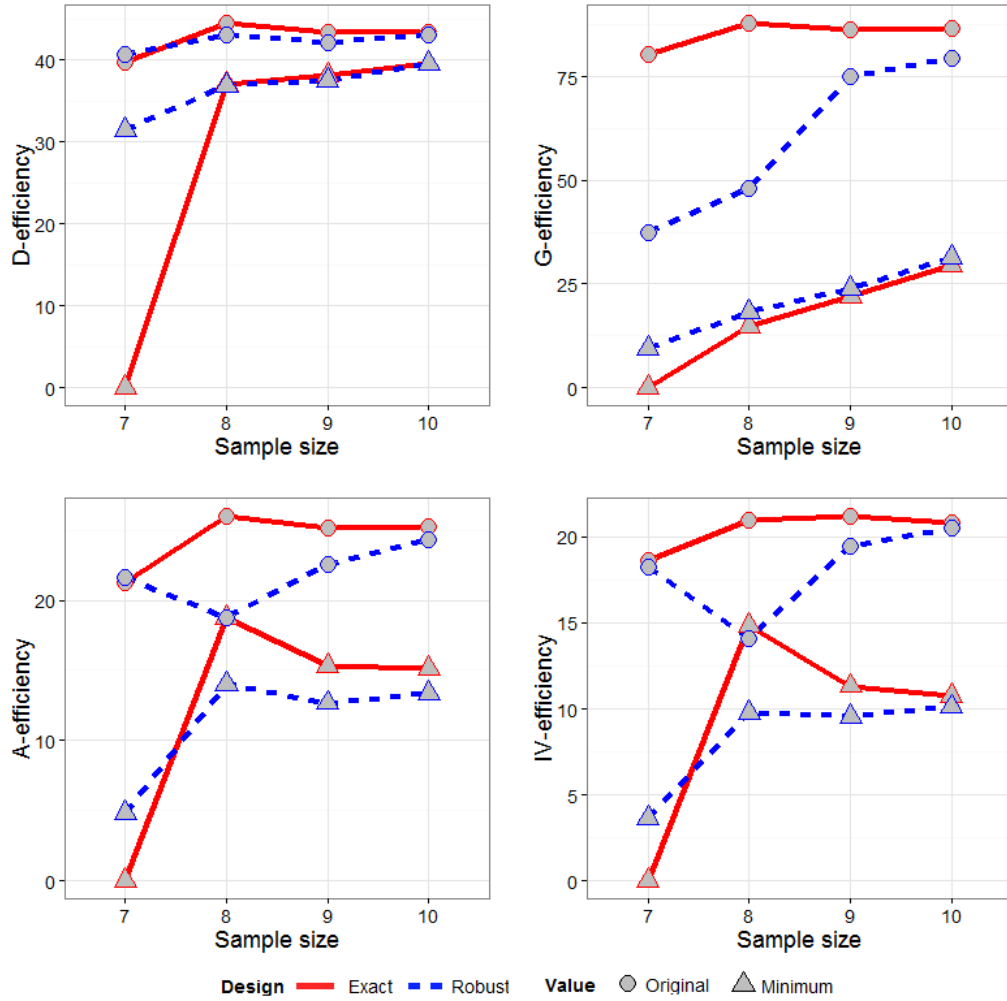 D-efficiency
40
30
20
10
0
7 8 9 10
Sample size
G-efficiency
75
50
25
0
7 8 9 10
Sample size
A-efficiency
20
10
0
7 8 9 10
Sample size
IV-efficiency
20
15
10
5
0
7 8 9 10
Sample size
Design Exact Robust Value Original Minimum